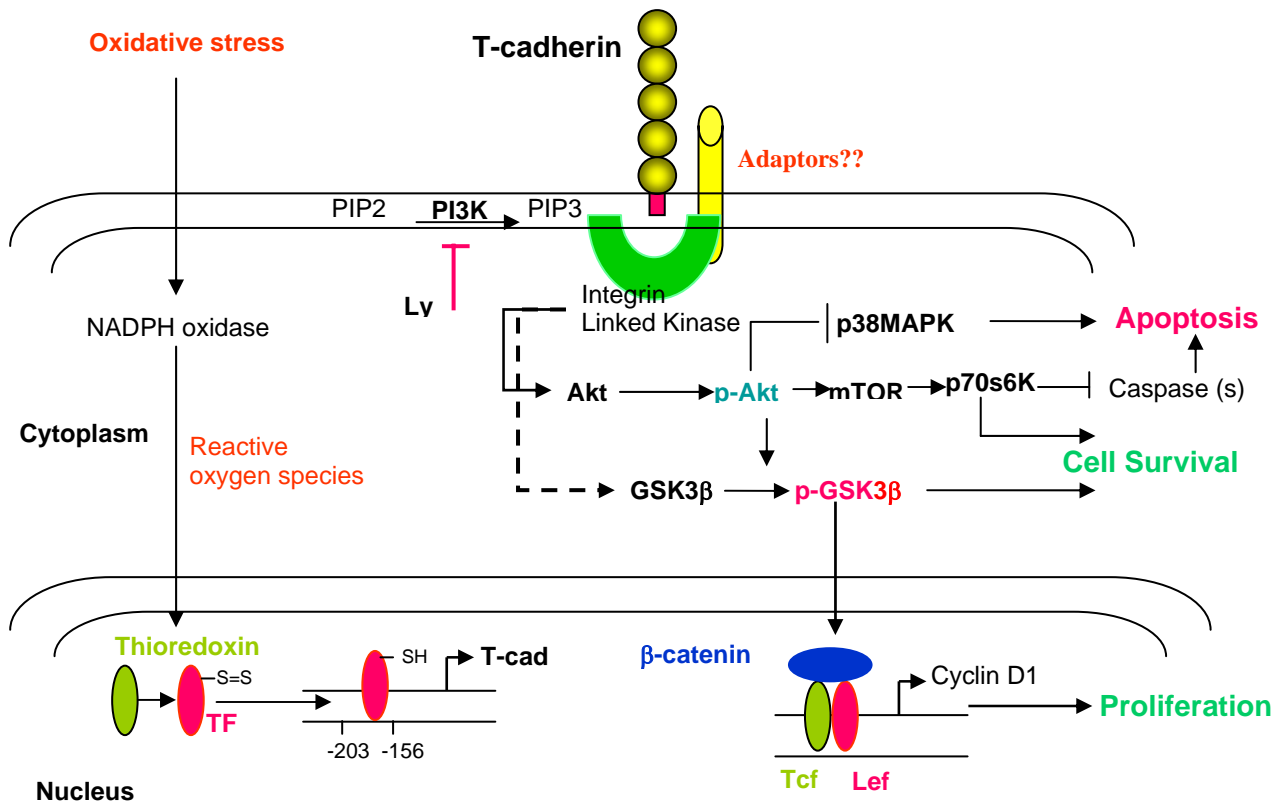 Oxidative stress
T-cadherin
Adaptors??
PIP2
PI3K
PIP3
Ly
NADPH oxidase
Integrin
Linked Kinase
p38MAPK
Apoptosis
Akt
p-Akt
mTOR
p70s6K
Caspase (s)
Cytoplasm
Reactive
oxygen species
Cell Survival
GSK3β
p-GSK3β
Thioredoxin
S=S
TF
SH
T-cad
-203 -156
β-catenin
Cyclin D1
Proliferation
Tcf
Lef
Nucleus